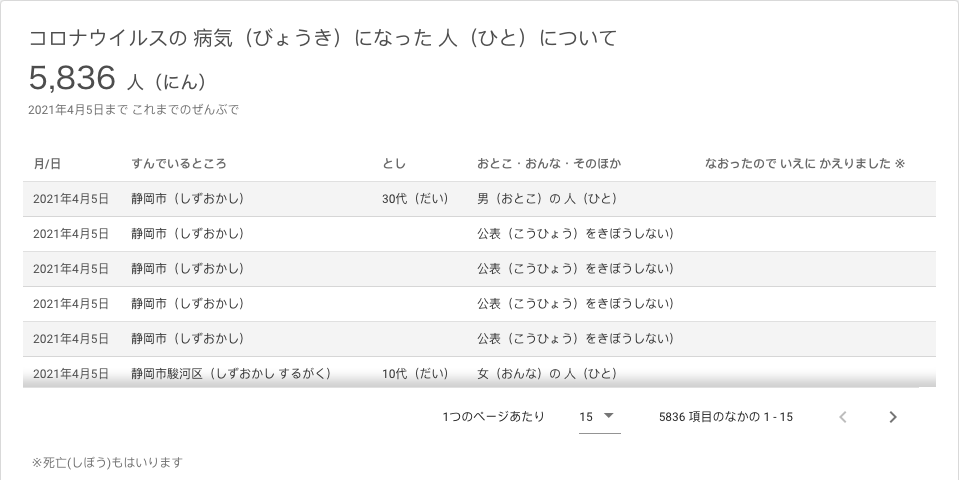 コロナウイルスの 病気（びょうき）になった 人（ひと）について
5,836 人（にん）
2021年4月5日まで これまでのぜんぶで
月/日 すんでいるところ とし おとこ・おんな・そのほか なおったので いえに かえりました ※
2021年4月5日 静岡市（しずおかし） 30代（だい） 男（おとこ）の 人（ひと）
2021年4月5日 静岡市（しずおかし） 公表（こうひょう）をきぼうしない）
2021年4月5日 静岡市（しずおかし） 公表（こうひょう）をきぼうしない）
2021年4月5日 静岡市（しずおかし） 公表（こうひょう）をきぼうしない）
2021年4月5日 静岡市（しずおかし） 公表（こうひょう）をきぼうしない）
2021年4月5日 静岡市駿河区（しずおかし するがく） 10代（だい） 女（おんな）の 人（ひと）
1つのページあたり 15 5836 項目のなかの 1 - 15
※死亡(しぼう)もはいります